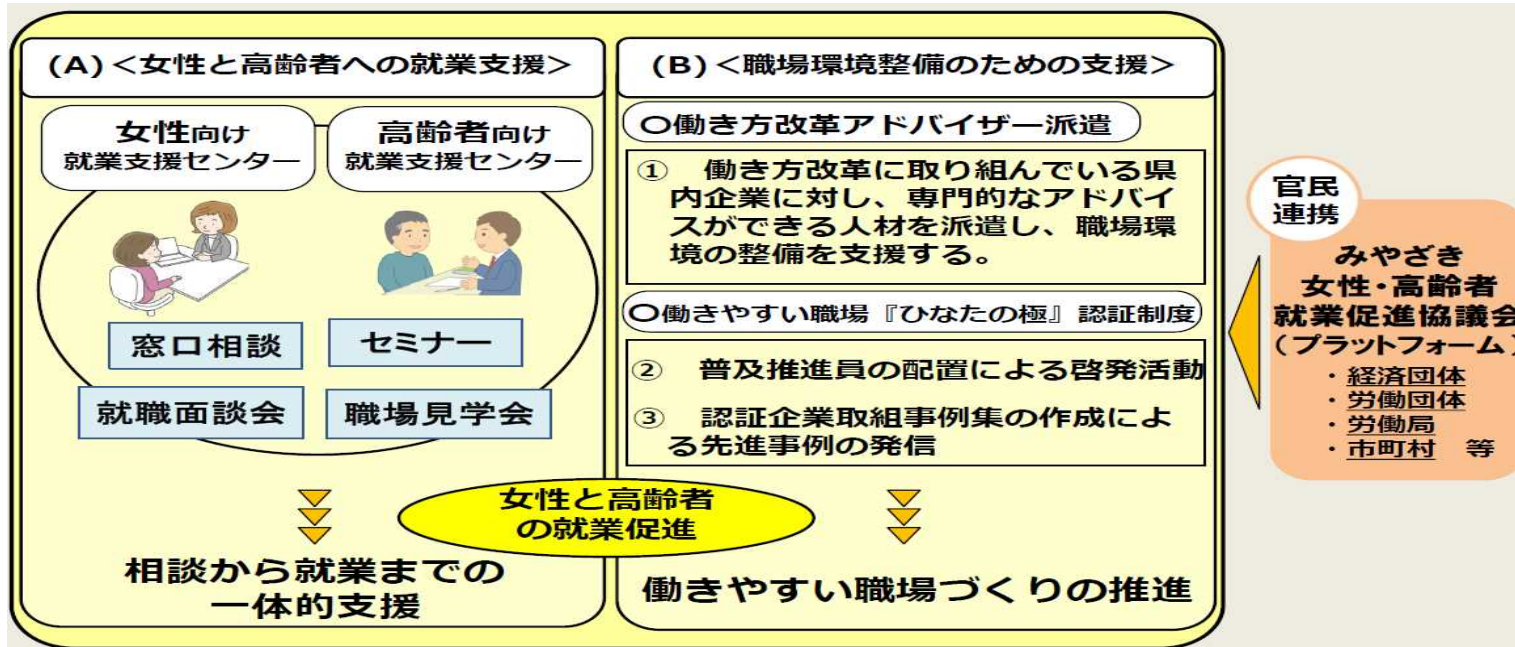 (A)＜女性と高齢者への就業支援＞
女性向け
就業支援センター
高齢者向け
就業支援センター
窓口相談
セミナー
就職面談会
職場見学会
相談から就業までの
一体的支援
女性と高齢者
の就業促進
(B)＜職場環境整備のための支援＞
〇働き方改革アドバイザー派遣
① 働き方改革に取り組んでいる県
内企業に対し、専門的なアドバイ
スができる人材を派遣し、職場環
境の整備を支援する。
〇働きやすい職場『ひなたの極』認証制度
② 普及推進員の配置による啓発活動
③ 認証企業取組事例集の作成によ
る先進事例の発信
働きやすい職場づくりの推進
官民
連携
みやざき
女性・高齢者
就業促進協議会
（プラットフォーム）
・経済団体
・労働団体
・労働局
・市町村 等